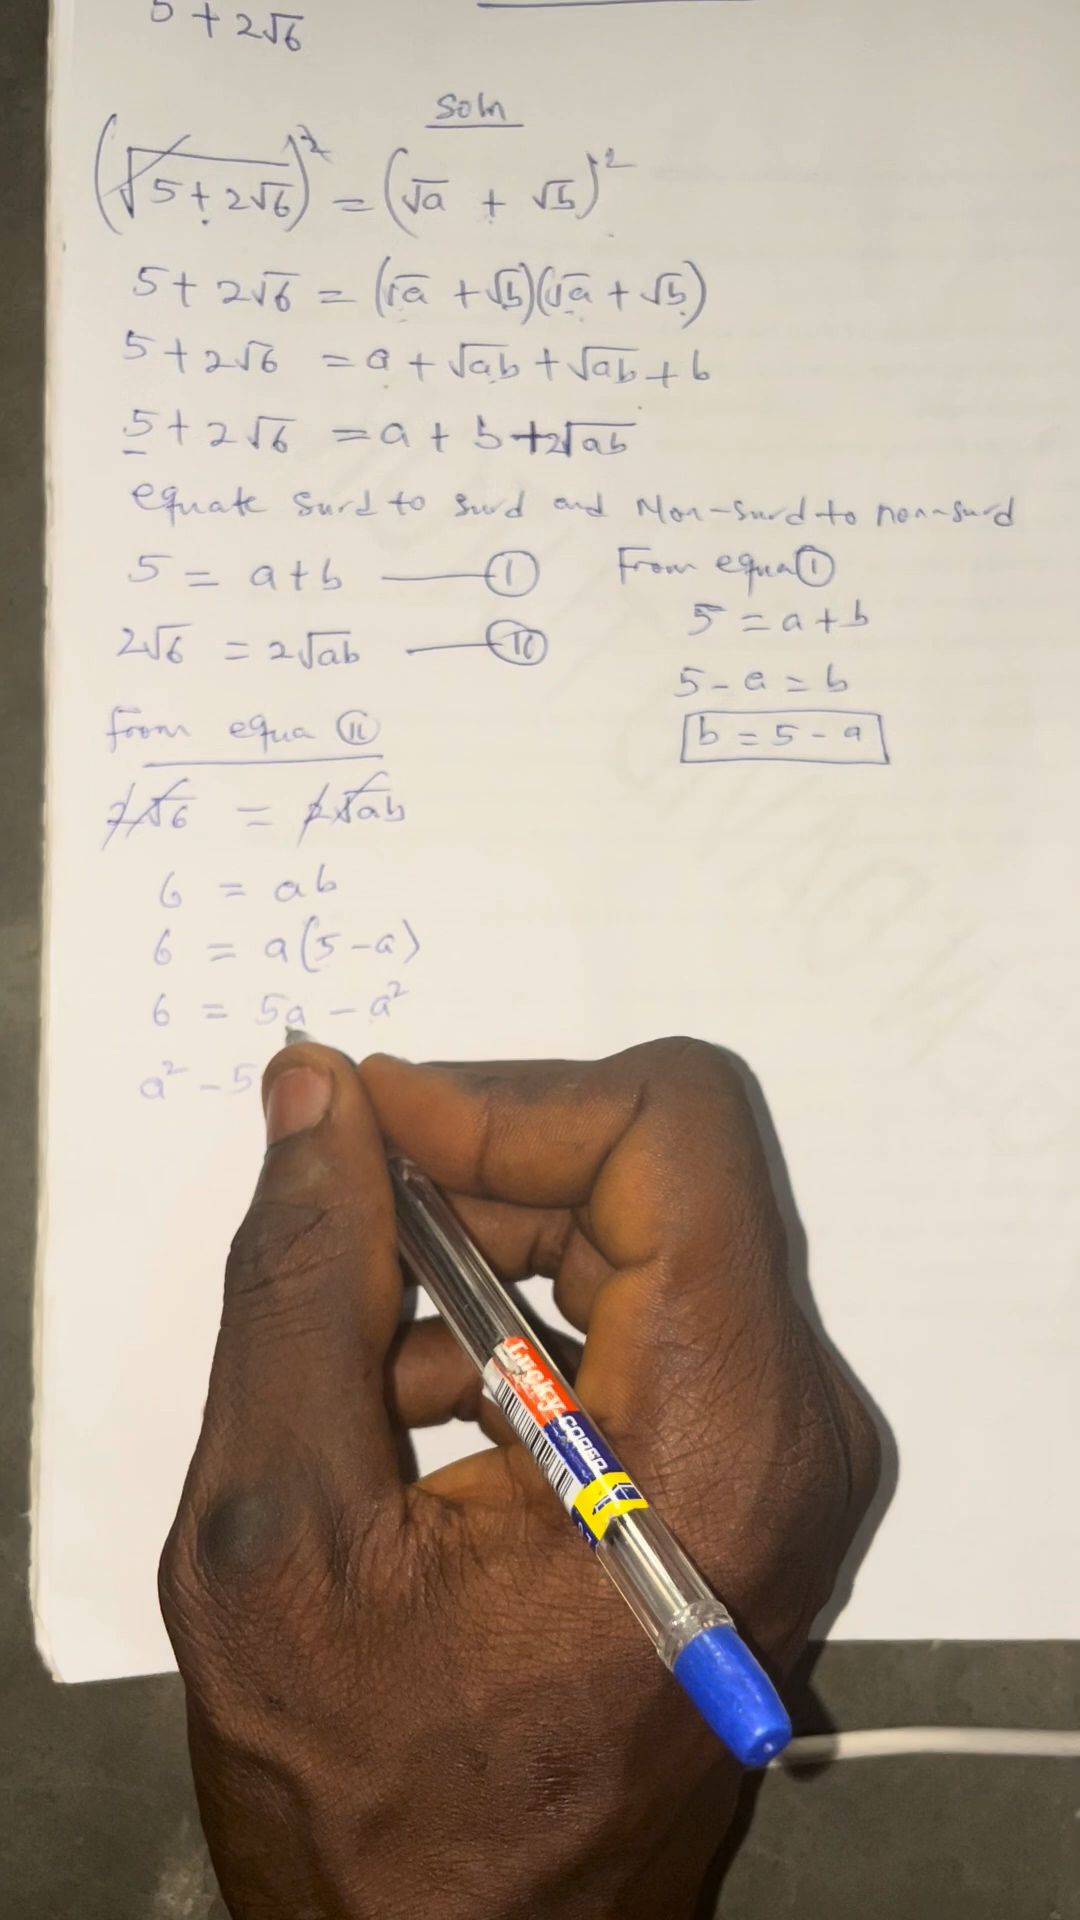 5 + 2√6
Soln
(√(5 + 2√6))² = (√a + √b)²
5 + 2√6 = (√a + √b)(√a + √b)
5 + 2√6 = a + √ab + √ab + b
5 + 2√6 = a + b + 2√ab
equate Surd to Surd and Non-Surd to non-surd
5 = a+b — (I)
2√6 = 2√ab — (II)
From equa (II)
2√6 = 2√ab
6 = ab
6 = a(5-a)
6 = 5a - a²
a² - 5
From equa (I)
5 = a+b
5 - a = b
b = 5 - a
Lucky
CODER